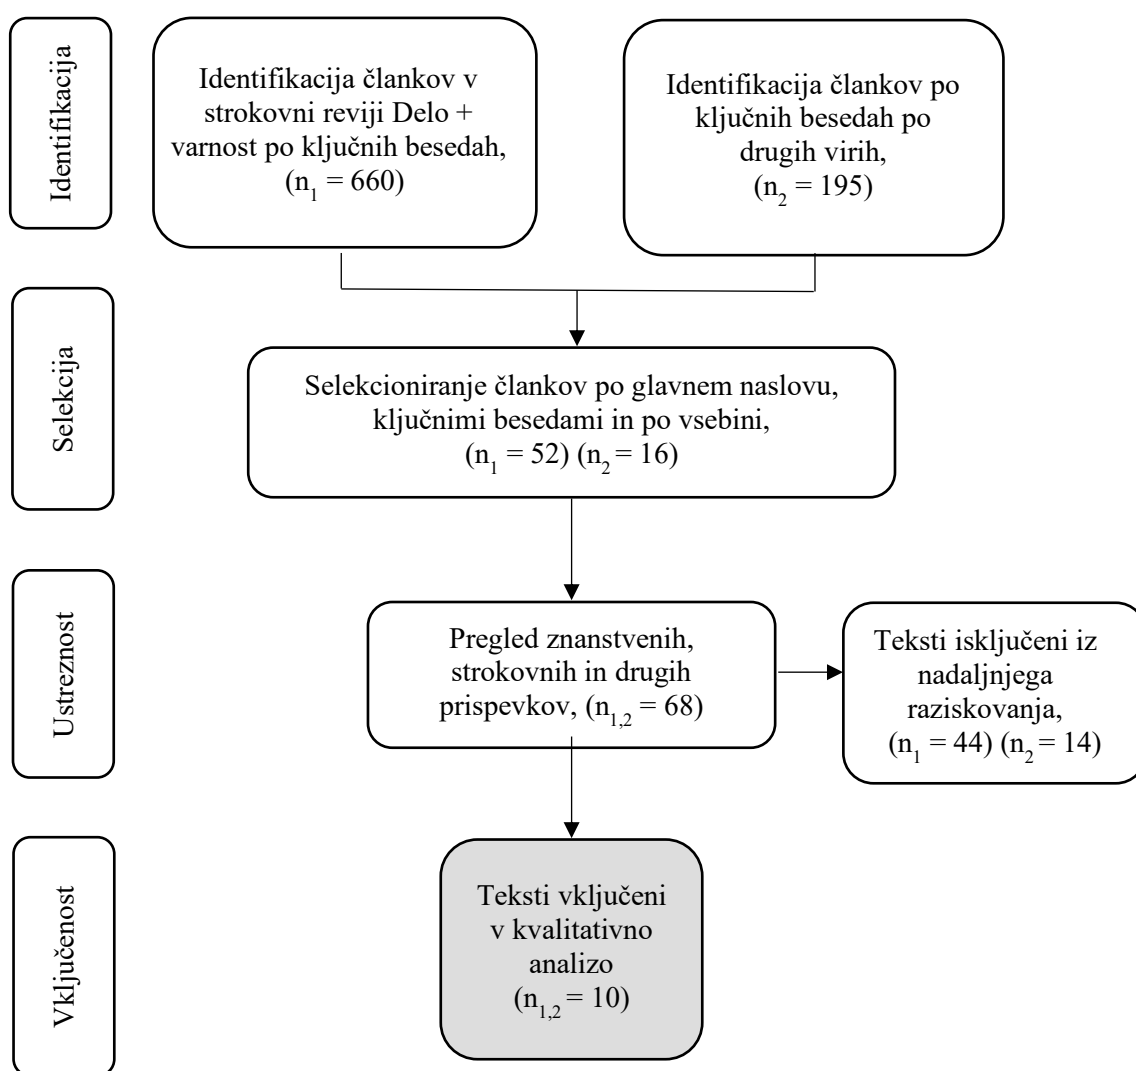 Identifikacija
Identifikacija člankov v
strokovni reviji Delo +
varnost po ključnih besedah,
(n₁ = 660)
Identifikacija člankov po
ključnih besedah po
drugih virih,
(n₂ = 195)
Selekcija
Selekcioniranje člankov po glavnem naslovu,
ključnimi besedami in po vsebini,
(n₁ = 52) (n₂ = 16)
Ustreznost
Pregled znanstvenih,
strokovnih in drugih
prispevkov, (n₁,₂ = 68)
Teksti isključeni iz
nadaljnjega
raziskovanja,
(n₁ = 44) (n₂ = 14)
Vključenost
Teksti vključeni
v kvalitativno
analizo
(n₁,₂ = 10)